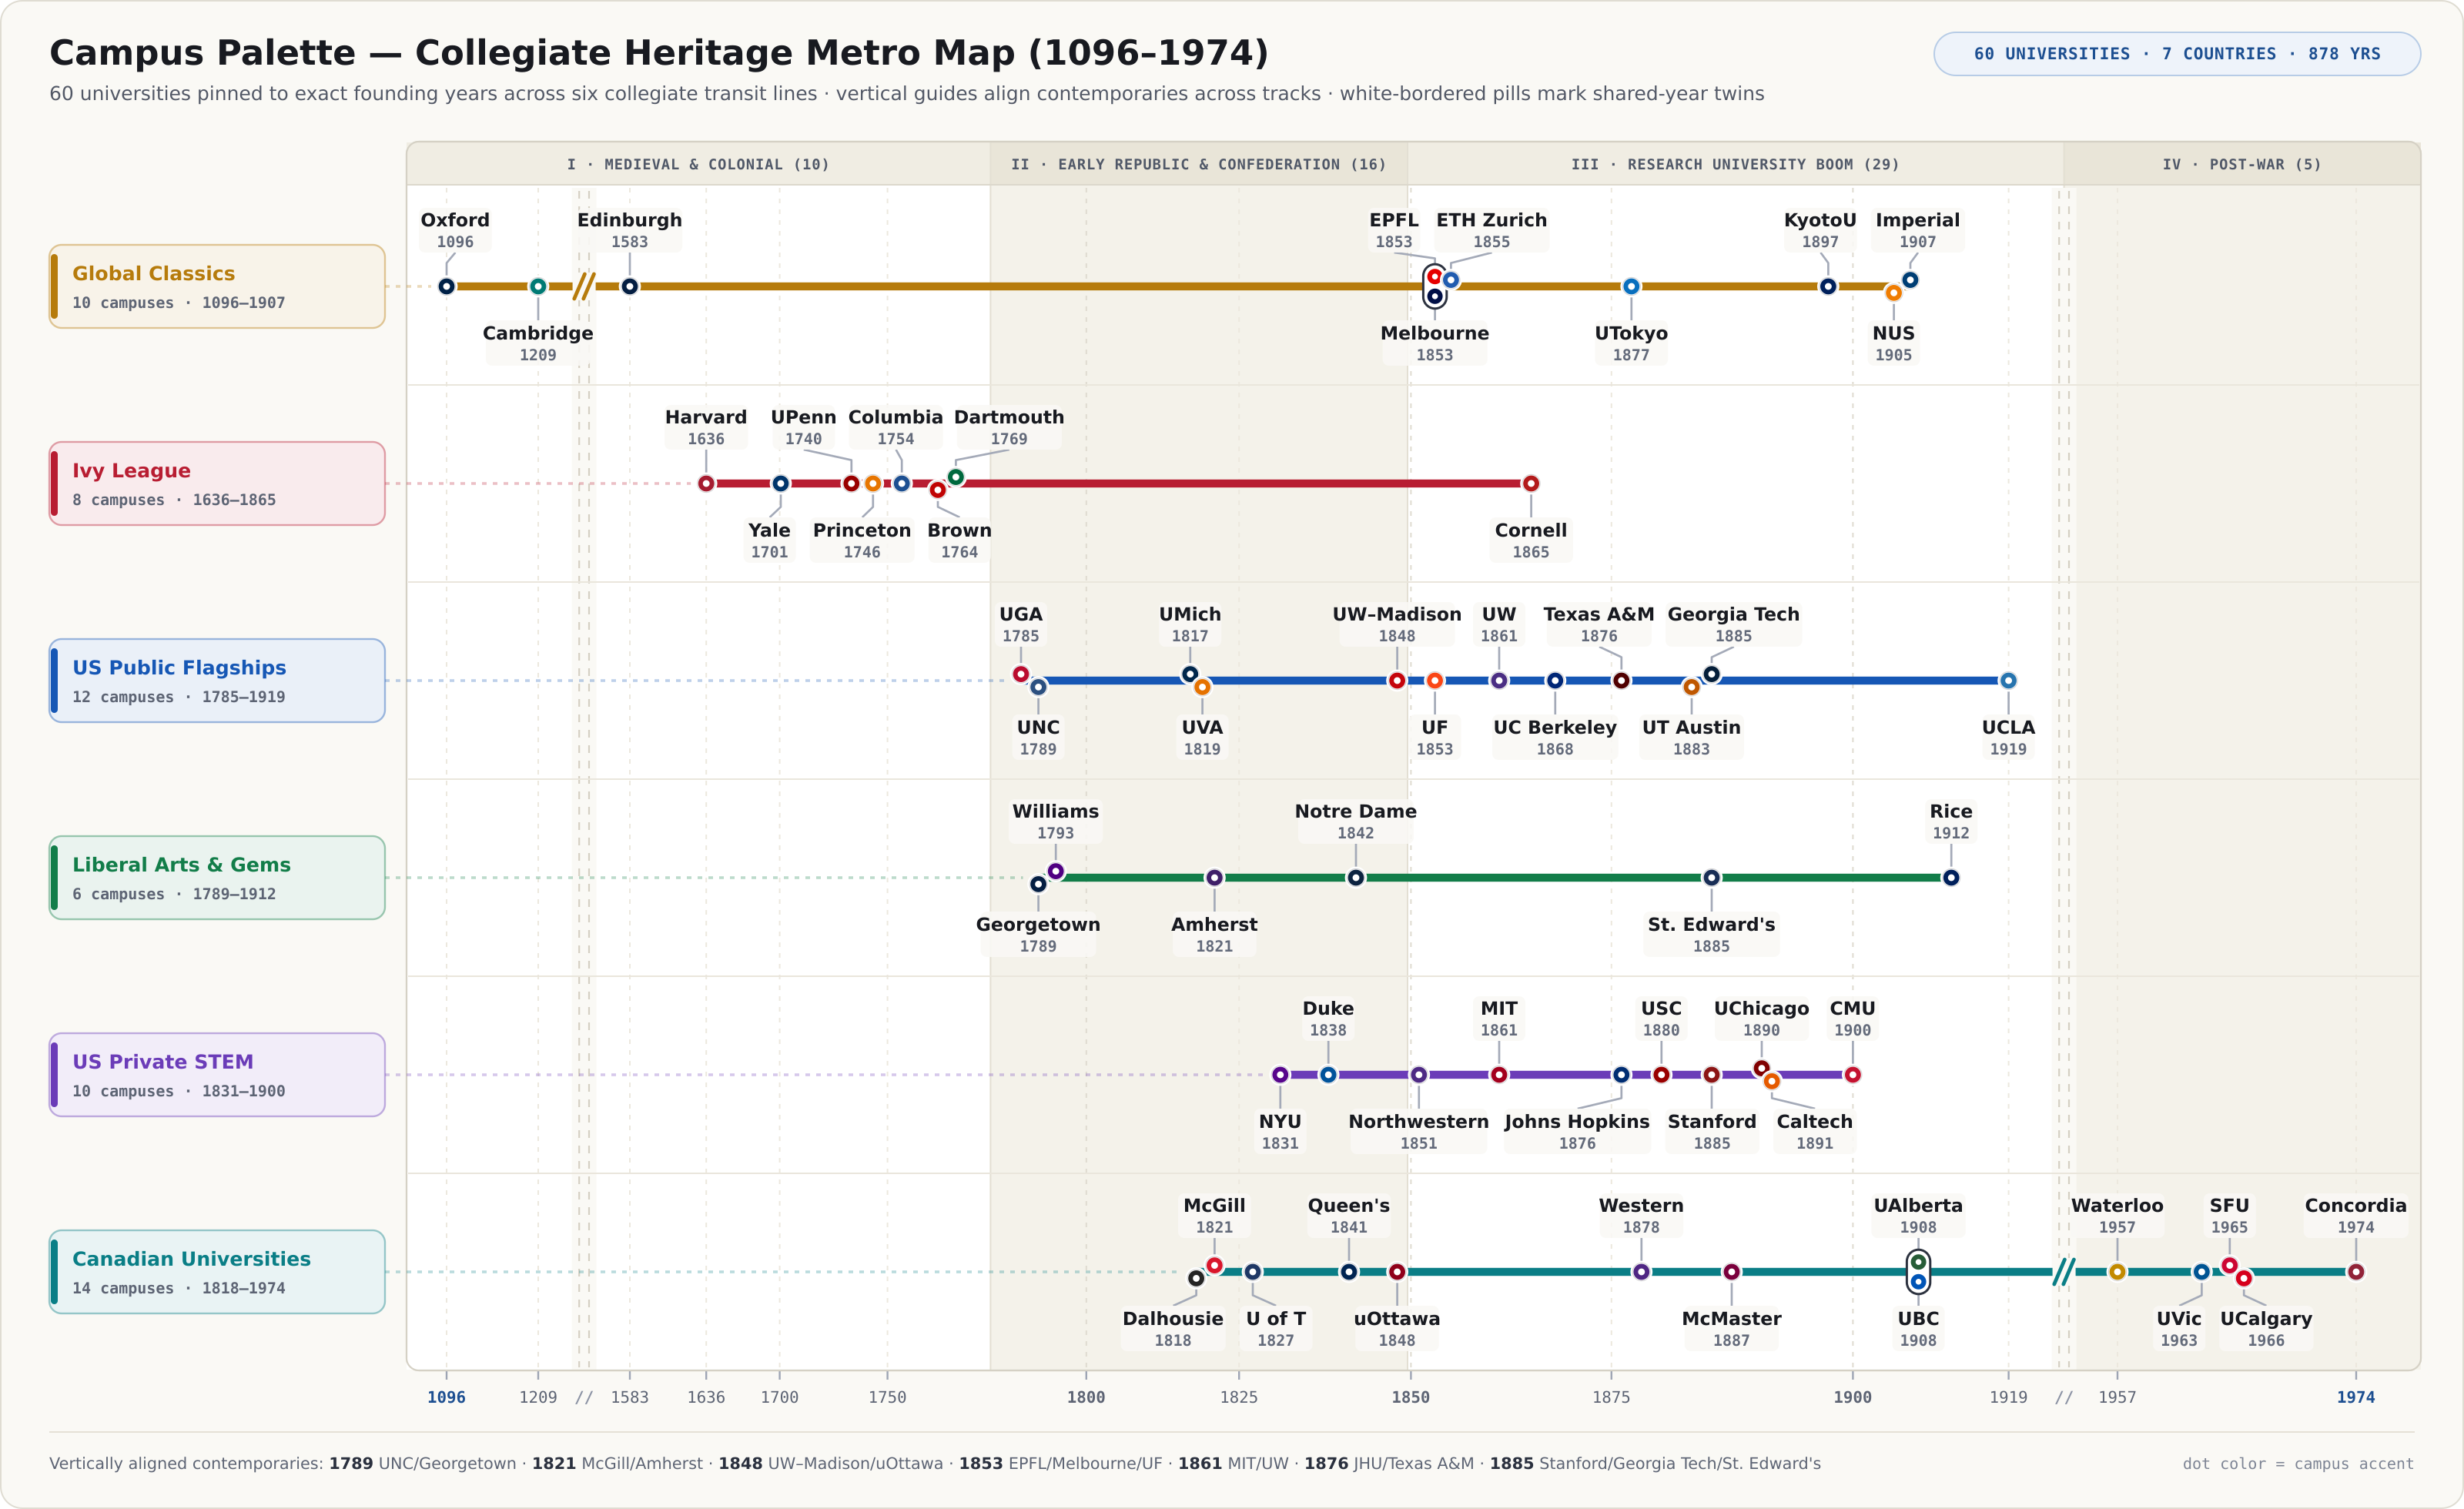 Campus Palette — Collegiate Heritage Metro Map (1096–1974)
60 UNIVERSITIES · 7 COUNTRIES · 878 YRS
60 universities pinned to exact founding years across six collegiate transit lines · vertical guides align contemporaries across tracks · white-bordered pills mark shared-year twins
I · MEDIEVAL & COLONIAL (10)
II · EARLY REPUBLIC & CONFEDERATION (16)
III · RESEARCH UNIVERSITY BOOM (29)
IV · POST-WAR (5)
Global Classics
10 campuses · 1096–1907
Oxford
1096
Edinburgh
1583
EPFL
1853
ETH Zurich
1855
KyotoU
1897
Imperial
1907
Cambridge
1209
Melbourne
1853
UTokyo
1877
NUS
1905
Ivy League
8 campuses · 1636–1865
Harvard
1636
UPenn
1740
Columbia
1754
Dartmouth
1769
Yale
1701
Princeton
1746
Brown
1764
Cornell
1865
US Public Flagships
12 campuses · 1785–1919
UGA
1785
UMich
1817
UW–Madison
1848
UW
1861
Texas A&M
1876
Georgia Tech
1885
UNC
1789
UVA
1819
UF
1853
UC Berkeley
1868
UT Austin
1883
UCLA
1919
Liberal Arts & Gems
6 campuses · 1789–1912
Williams
1793
Notre Dame
1842
Rice
1912
Georgetown
1789
Amherst
1821
St. Edward's
1885
US Private STEM
10 campuses · 1831–1900
Duke
1838
MIT
1861
USC
1880
UChicago
1890
CMU
1900
NYU
1831
Northwestern
1851
Johns Hopkins
1876
Stanford
1885
Caltech
1891
Canadian Universities
14 campuses · 1818–1974
McGill
1821
Queen's
1841
Western
1878
UAlberta
1908
Waterloo
1957
SFU
1965
Concordia
1974
Dalhousie
1818
U of T
1827
uOttawa
1848
McMaster
1887
UBC
1908
UVic
1963
UCalgary
1966
1096 1209 // 1583 1636 1700 1750 1800 1825 1850 1875 1900 1919 // 1957 1974
Vertically aligned contemporaries: 1789 UNC/Georgetown · 1821 McGill/Amherst · 1848 UW–Madison/uOttawa · 1853 EPFL/Melbourne/UF · 1861 MIT/UW · 1876 JHU/Texas A&M · 1885 Stanford/Georgia Tech/St. Edward's
dot color = campus accent